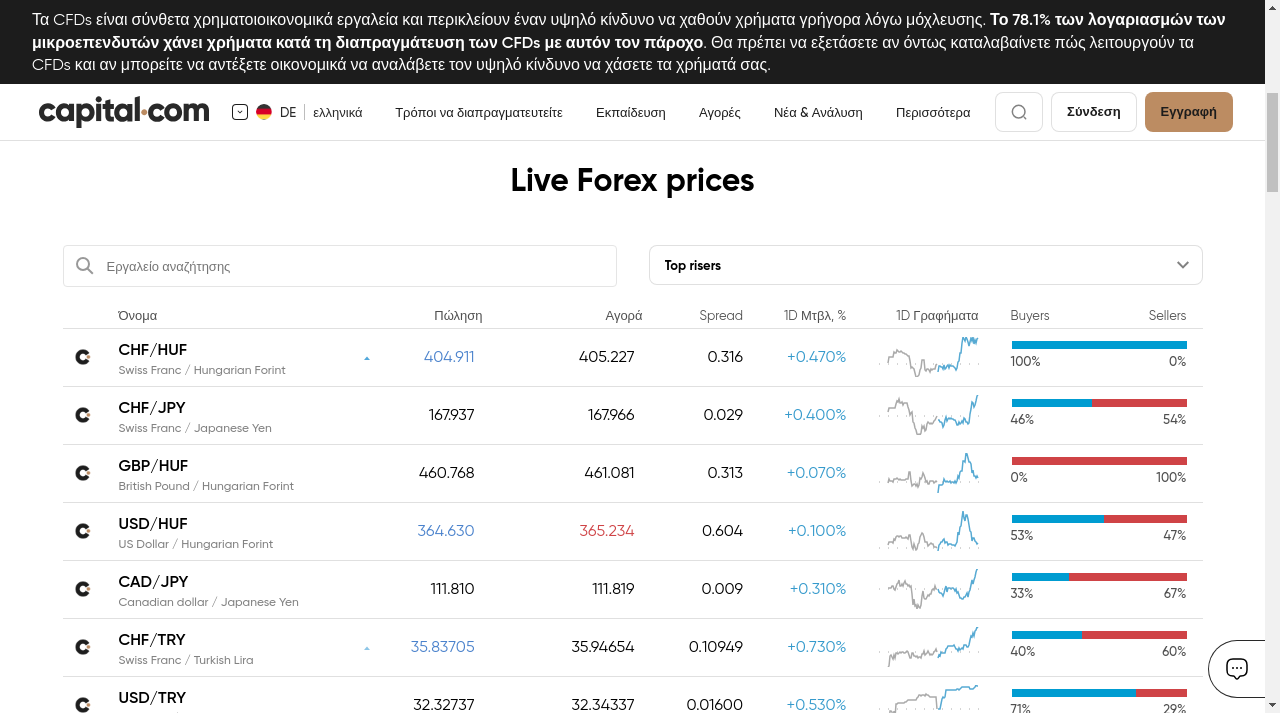 Τα CFDs είναι σύνθετα χρηματοιοικονομικά εργαλεία και περικλείουν έναν υψηλό κίνδυνο να χαθούν χρήματα γρήγορα λόγω μόχλευσης. Το 78.1% των λογαριασμών των
μικροεπενδυτών χάνει χρήματα κατά τη διαπραγμάτευση των CFDs με αυτόν τον πάροχο. Θα πρέπει να εξετάσετε αν όντως καταλαβαίνετε πώς λειτουργούν τα
CFDs και αν μπορείτε να αντέξετε οικονομικά να αναλάβετε τον υψηλό κίνδυνο να χάσετε τα χρήματά σας.
capital.com DE ελληνικά Τρόποι να διαπραγματευτείτε Εκπαίδευση Αγορές Νέα & Ανάλυση Περισσότερα Σύνδεση Εγγραφή
Live Forex prices
Εργαλείο αναζήτησης Top risers
Όνομα Πώληση Αγορά Spread 1D Μτβλ, % 1D Γραφήματα Buyers Sellers
CHF/HUF 404.911 405.227 0.316 +0.470% 100% 0%
Swiss Franc / Hungarian Forint
CHF/JPY 167.937 167.966 0.029 +0.400% 46% 54%
Swiss Franc / Japanese Yen
GBP/HUF 460.768 461.081 0.313 +0.070% 0% 100%
British Pound / Hungarian Forint
USD/HUF 364.630 365.234 0.604 +0.100% 53% 47%
US Dollar / Hungarian Forint
CAD/JPY 111.810 111.819 0.009 +0.310% 33% 67%
Canadian dollar / Japanese Yen
CHF/TRY 35.83705 35.94654 0.10949 +0.730% 40% 60%
Swiss Franc / Turkish Lira
USD/TRY 32.32737 32.34337 0.01600 +0.530% 71% 29%